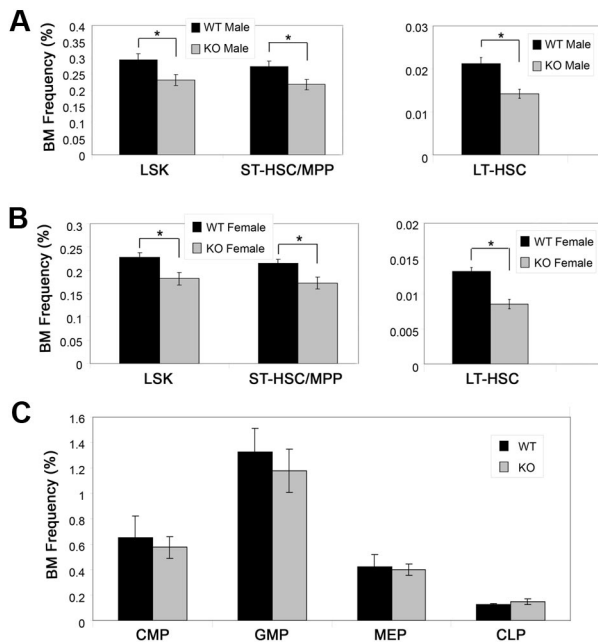 A
BM Frequency (%)
0.4
0.35
0.3
0.25
0.2
0.15
0.1
0.05
0
WT Male
KO Male
*
*
LSK
ST-HSC/MPP
0.03
0.02
0.01
0
WT Male
KO Male
*
LT-HSC
B
BM Frequency (%)
0.3
0.25
0.2
0.15
0.1
0.05
0
WT Female
KO Female
*
*
LSK
ST-HSC/MPP
0.02
0.015
0.01
0.005
0
WT Female
KO Female
*
LT-HSC
C
BM Frequency (%)
1.6
1.4
1.2
1
0.8
0.6
0.4
0.2
0
WT
KO
CMP
GMP
MEP
CLP